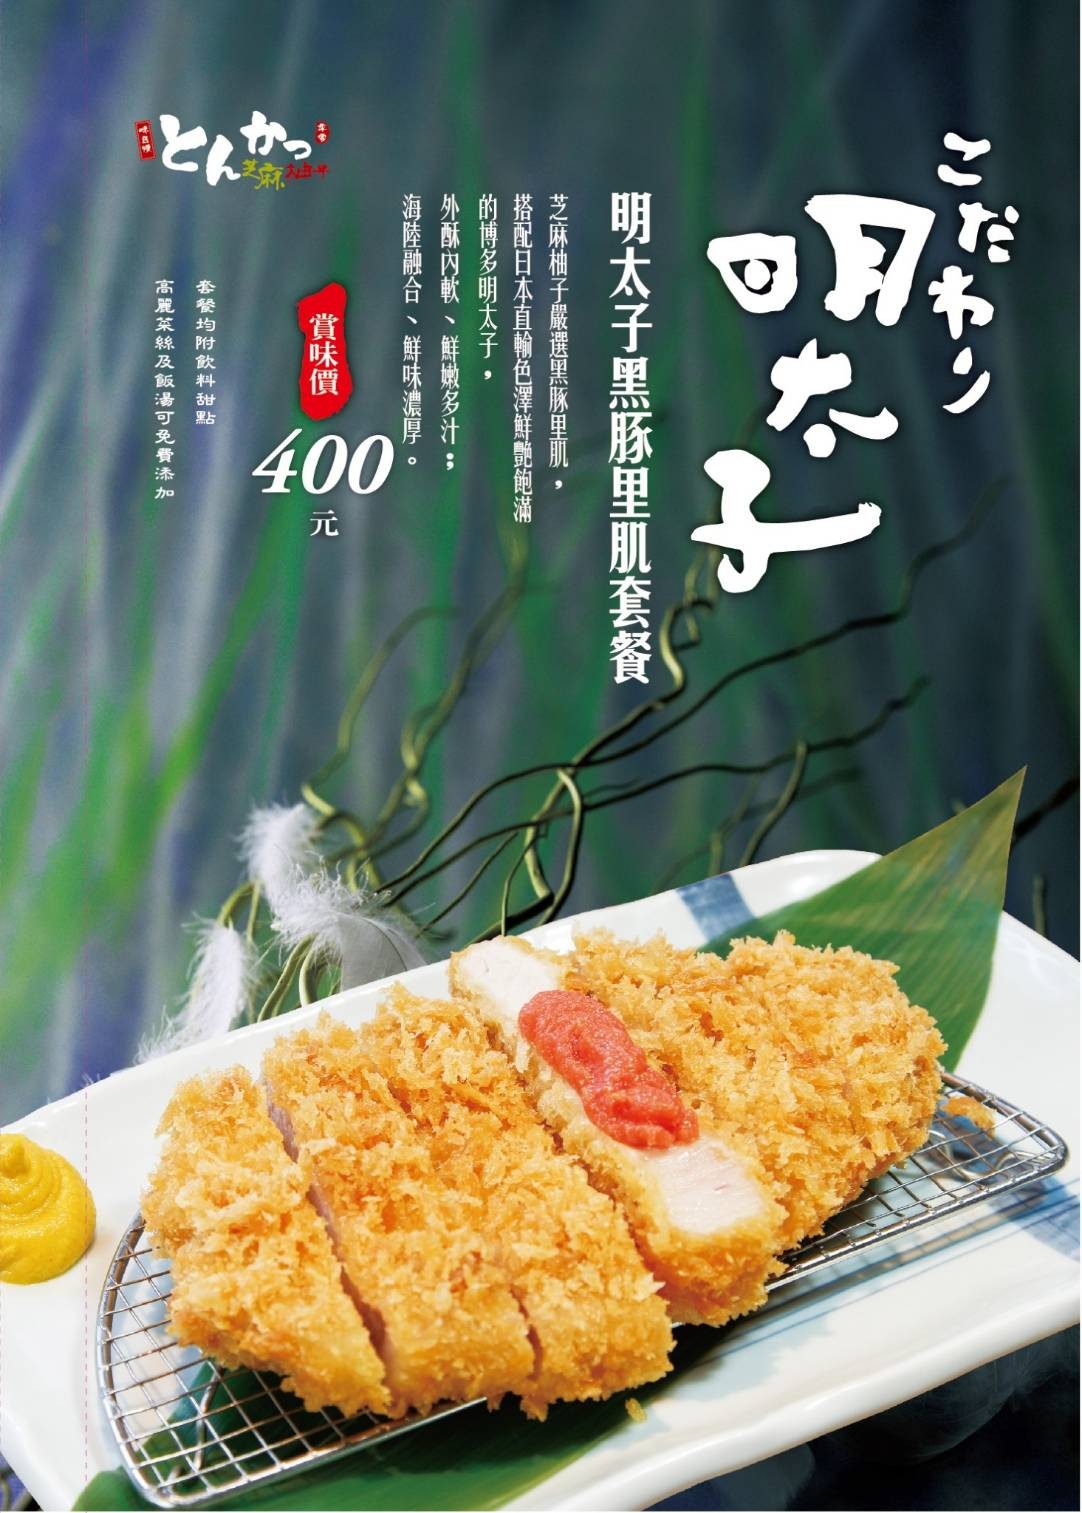 こだわり
明太子
明太子黑豚里肌套餐
芝麻柚子嚴選黑豚里肌，
搭配日本直輸色澤鮮艷飽滿
的博多明太子，
外酥內軟、鮮嫩多汁；
海陸融合、鮮味濃厚。
賞味價
400
元
套餐均附飲料甜點
高麗菜絲及飯湯可免費添加
味自慢
とんかつ
芝麻